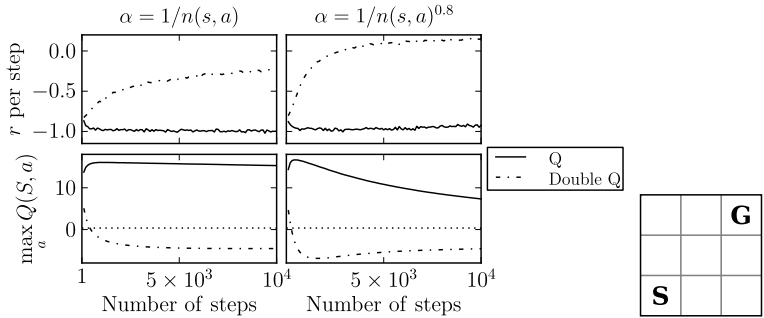 α = 1/n(s, a)
α = 1/n(s, a)^0.8
r per step
0.0
−0.5
−1.0
max_a Q(S, a)
10
0
1
5 × 10³
10⁴
5 × 10³
10⁴
Number of steps
Number of steps
Q
Double Q
G
S